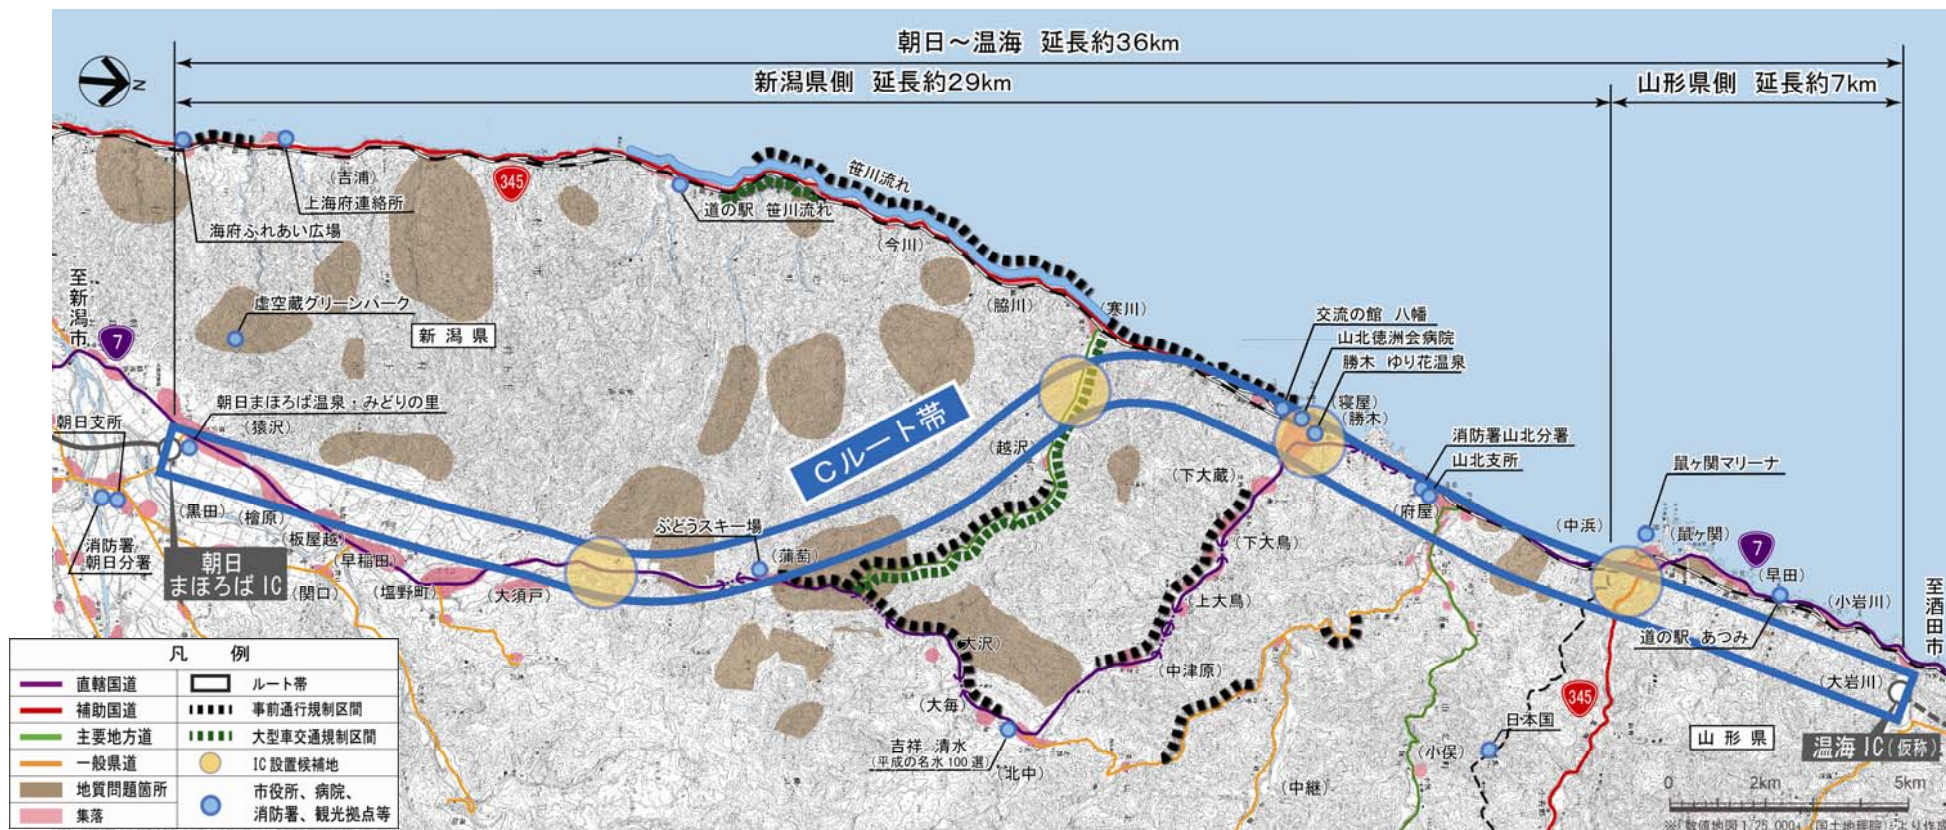 朝日～温海 延長約36km
新潟県側 延長約29km
山形県側 延長約7km
N
(吉浦)
345
上海府連絡所
海府ふれあい広場
道の駅 笹川流れ
笹川流れ
(今川)
(脇川)
(寒川)
至新潟市
7
虚空蔵グリーンパーク
新潟県
交流の館 八幡
山北徳洲会病院
勝木 ゆり花温泉
(寝屋)
(勝木)
朝日まほろば温泉・みどりの里
(猿沢)
朝日支所
Cルート帯
(越沢)
(下大蔵)
消防署山北分署
山北支所
(府屋)
鼠ヶ関マリーナ
(鼠ヶ関)
7
(中浜)
(早田)
(小岩川)
至酒田市
(黒田)
(檜原)
(板屋越)
(早稲田)
(塩野町)
(関口)
(大須戸)
ぶどうスキー場
(蒲萄)
(下大鳥)
(上大鳥)
消防署
朝日分署
朝日
まほろばIC
道の駅 あつみ
(大岩川)
(大沢)
(中津原)
(大毎)
吉祥 清水
(平成の名水100選)
(北中)
(中継)
(小俣)
日本国
345
山形県
温海IC(仮称)
0 2km 5km
※「数値地図1/25,000」(国土地理院)より作成
凡 例
直轄国道
ルート帯
補助国道
事前通行規制区間
主要地方道
大型車交通規制区間
一般県道
IC設置候補地
地質問題箇所
市役所、病院、
消防署、観光拠点等
集落